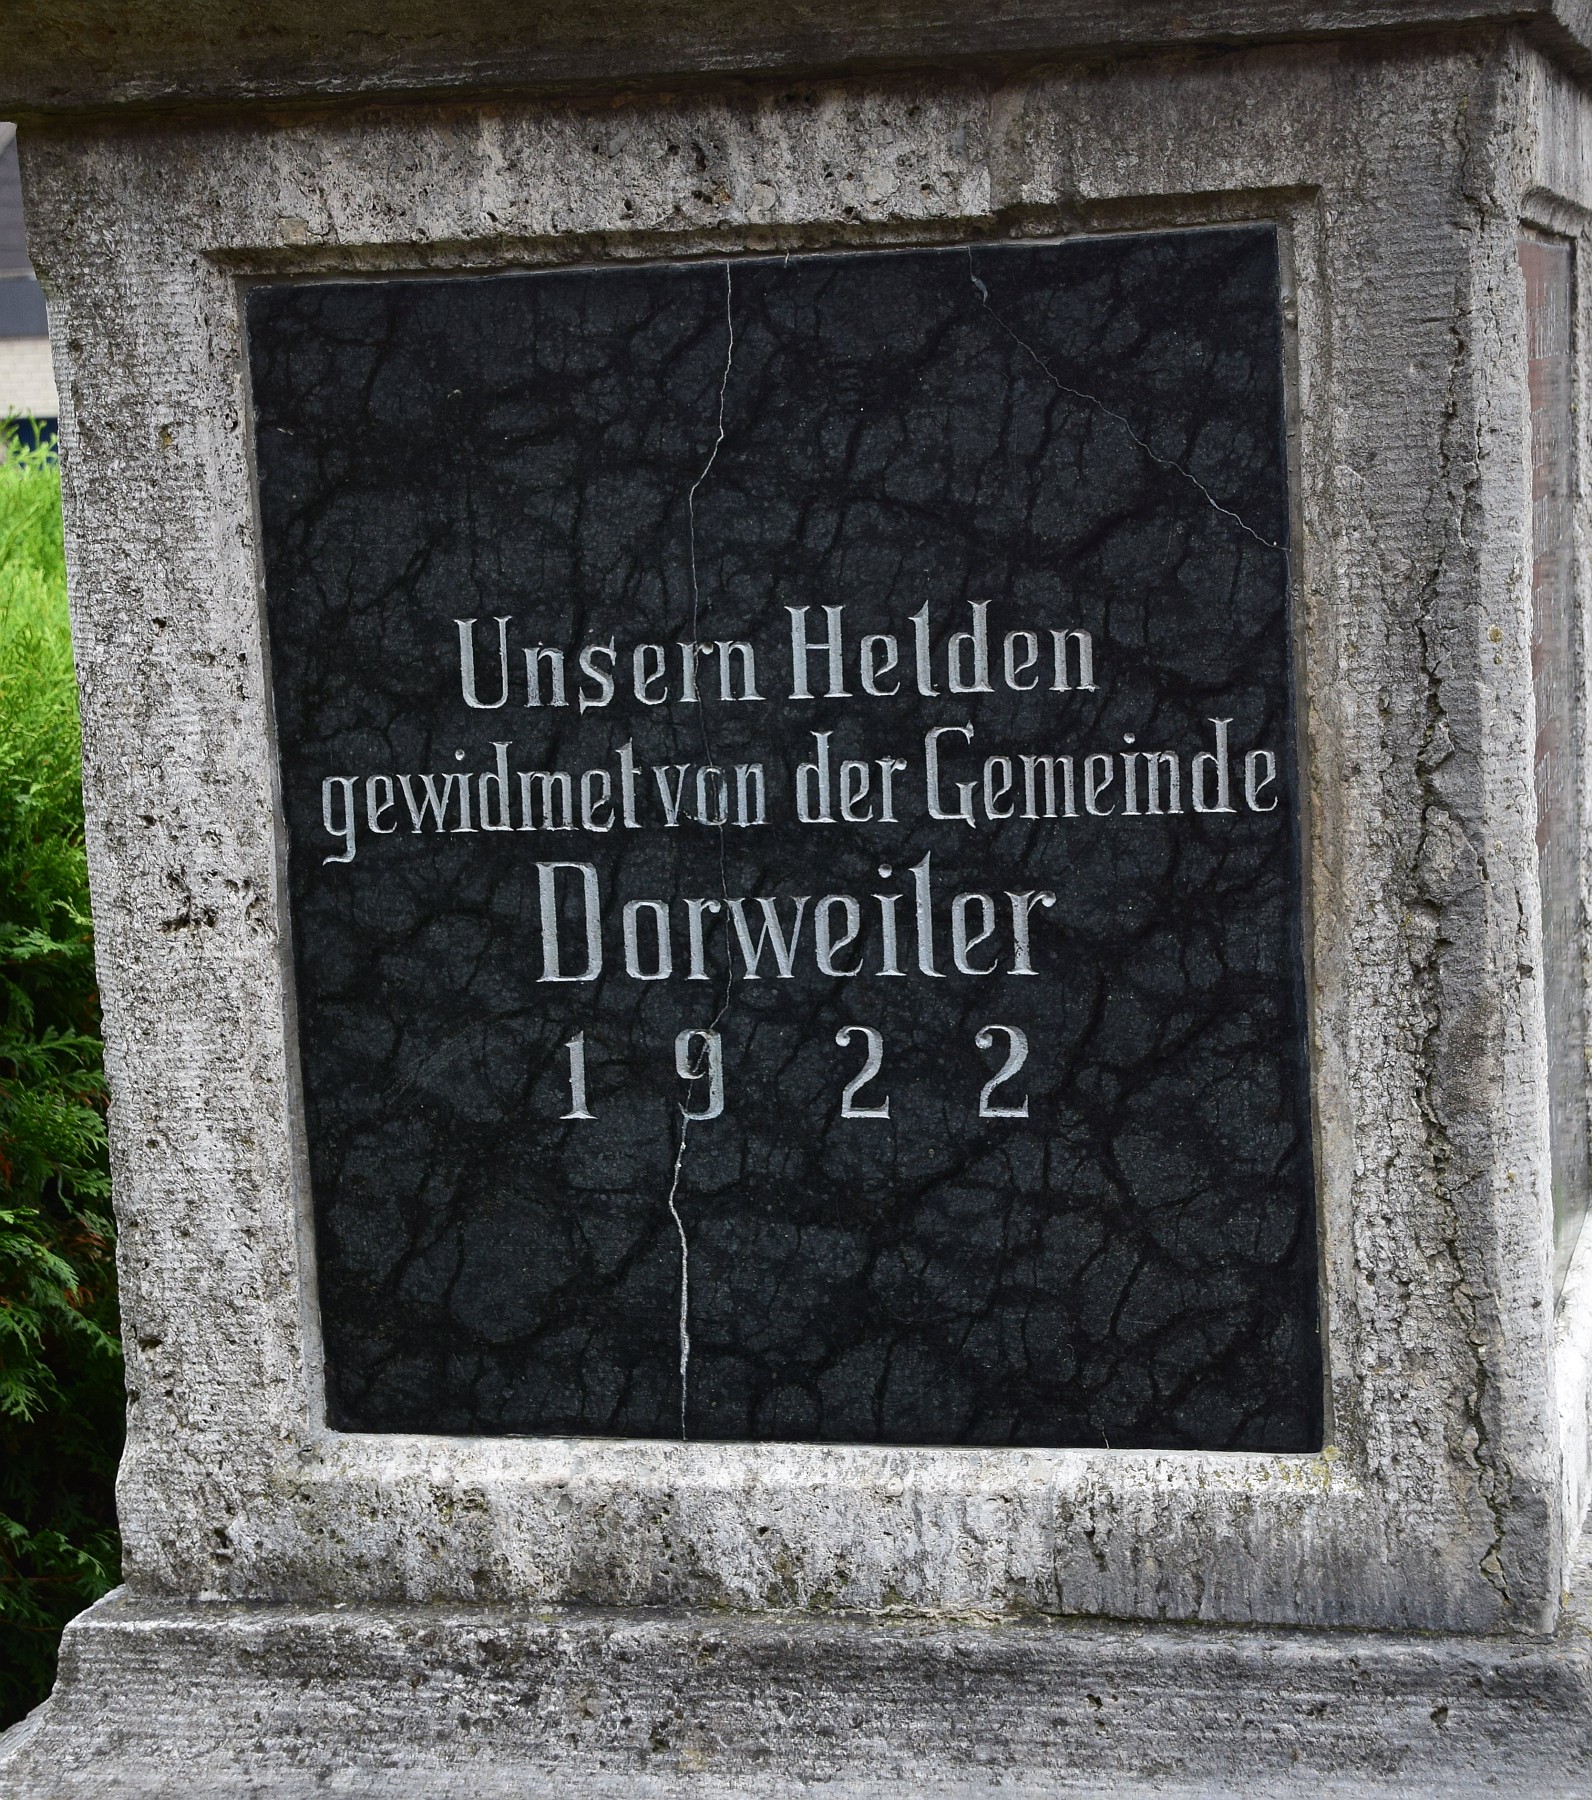 Unsern Helden
gewidmet von der Gemeinde
Dorweiler
1922